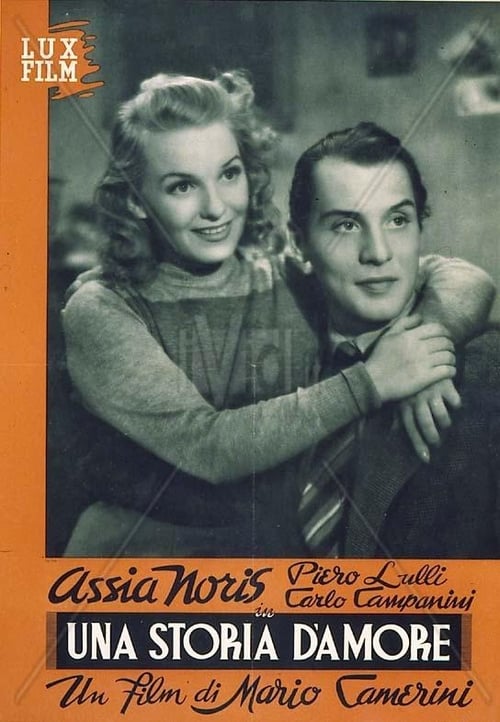 LUX
FILM
Assia Noris
Piero Lulli
Carlo Campanini
in
UNA STORIA D'AMORE
Un Film di Mario Camerini